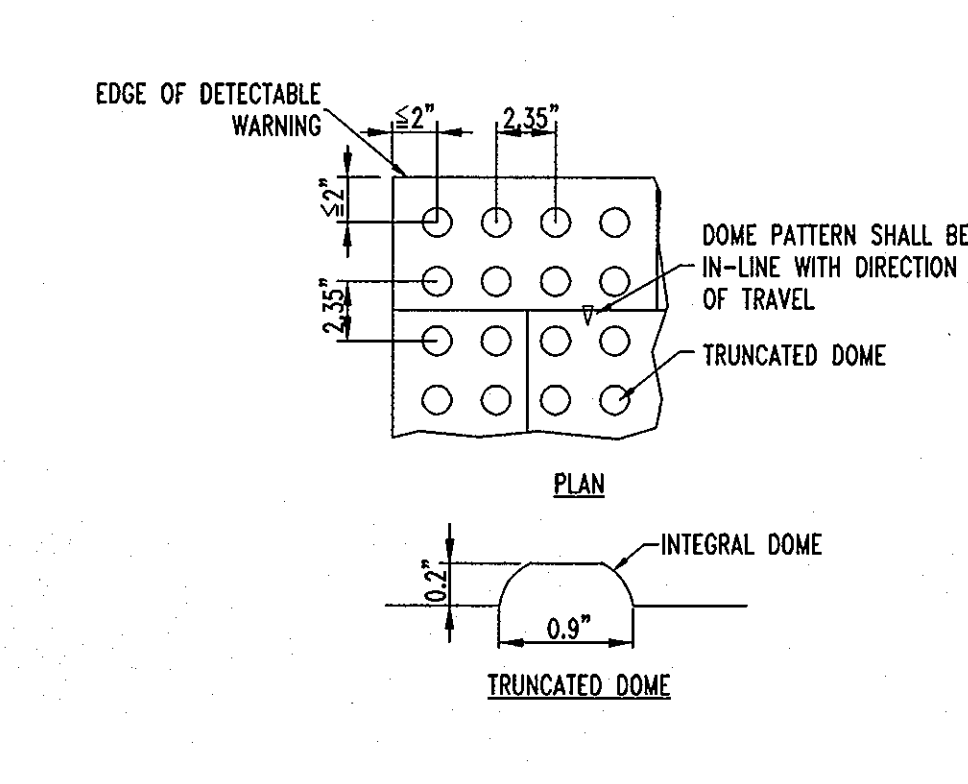 EDGE OF DETECTABLE
WARNING
≦2"
2.35"
≦2"
2.35"
DOME PATTERN SHALL BE
IN-LINE WITH DIRECTION
OF TRAVEL
TRUNCATED DOME
PLAN
INTEGRAL DOME
0.2"
0.9"
TRUNCATED DOME